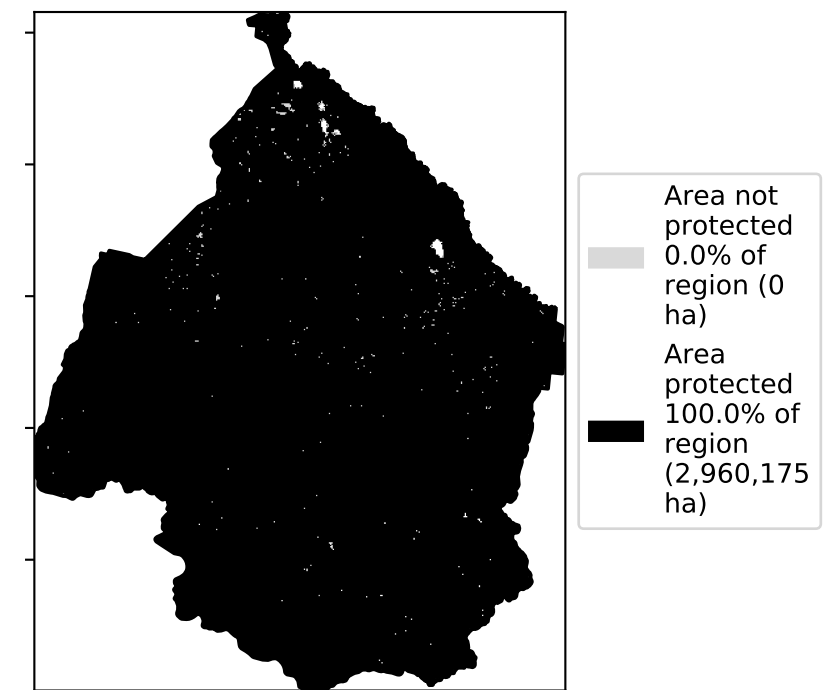 Area not
protected
0.0% of
region (0
ha)
Area
protected
100.0% of
region
(2,960,175
ha)